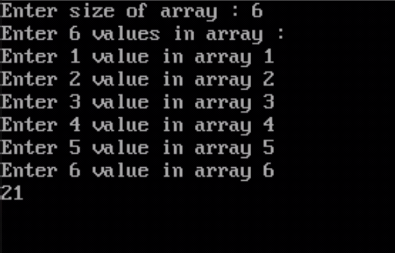 Enter size of array : 6
Enter 6 values in array :
Enter 1 value in array 1
Enter 2 value in array 2
Enter 3 value in array 3
Enter 4 value in array 4
Enter 5 value in array 5
Enter 6 value in array 6
21